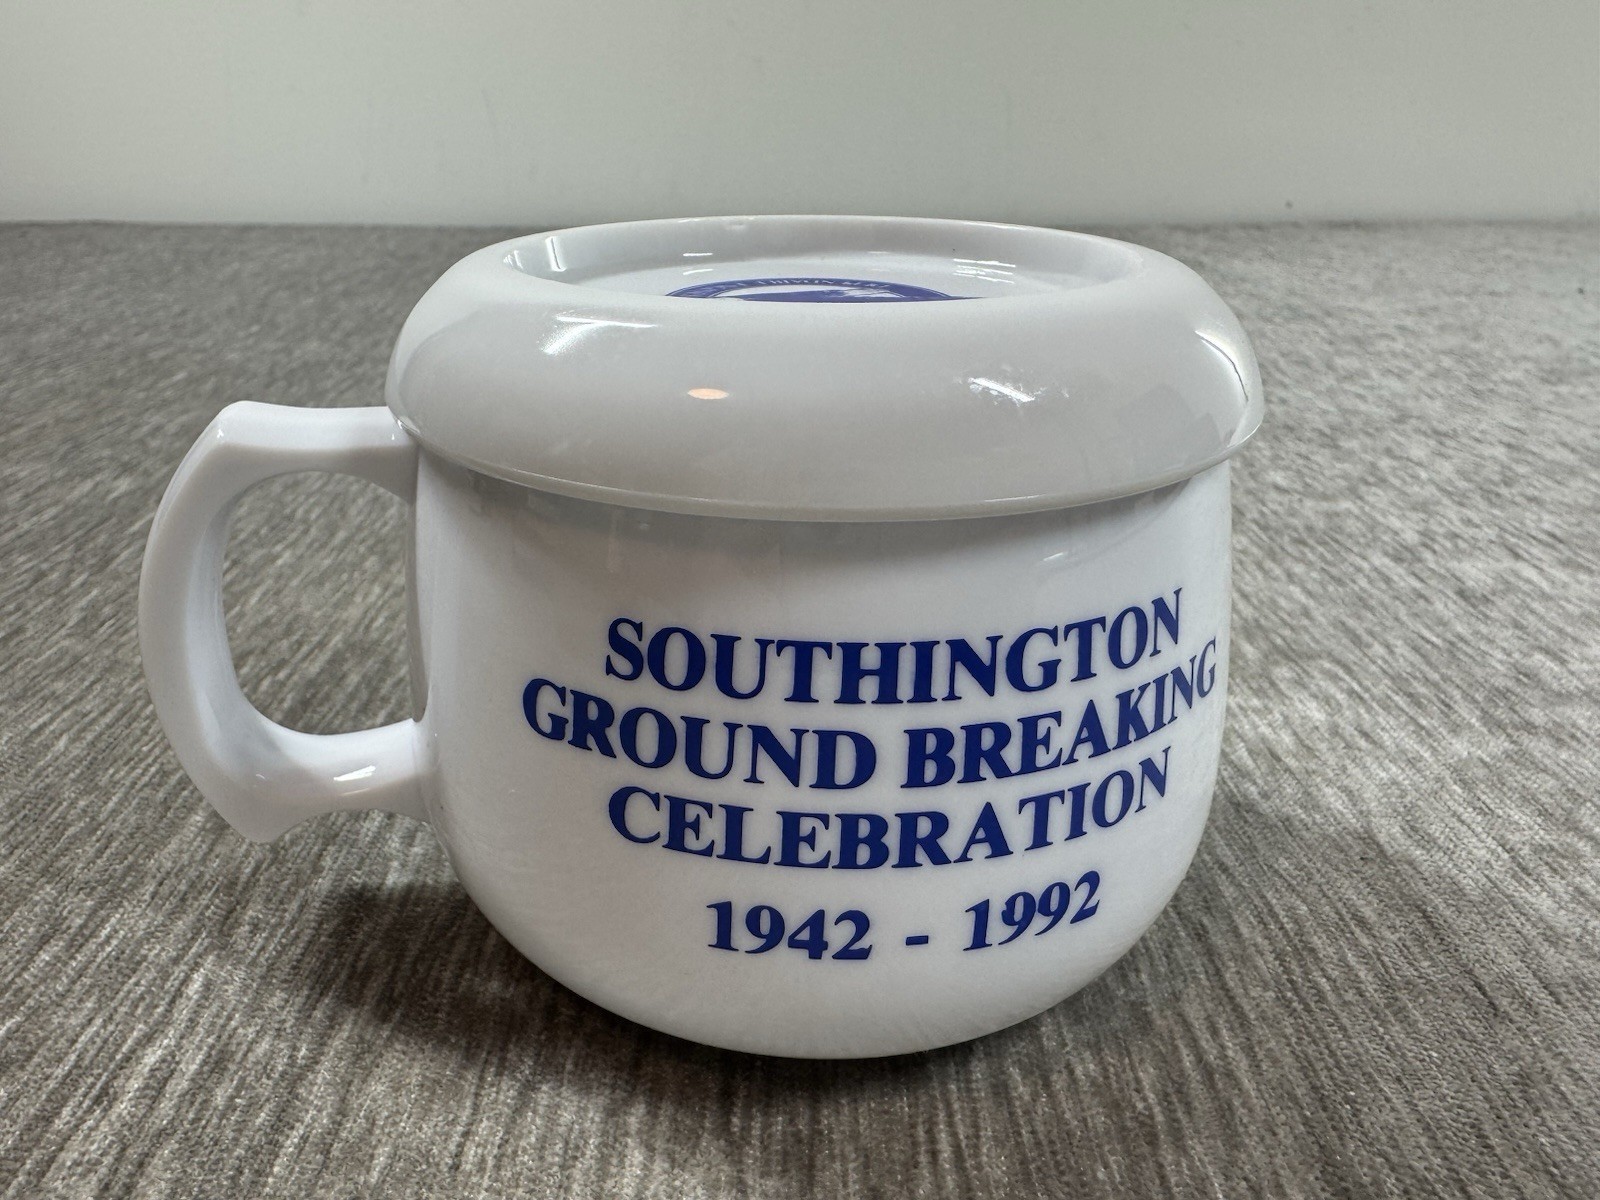 SOUTHINGTON
GROUND BREAKING
CELEBRATION
1942 - 1992